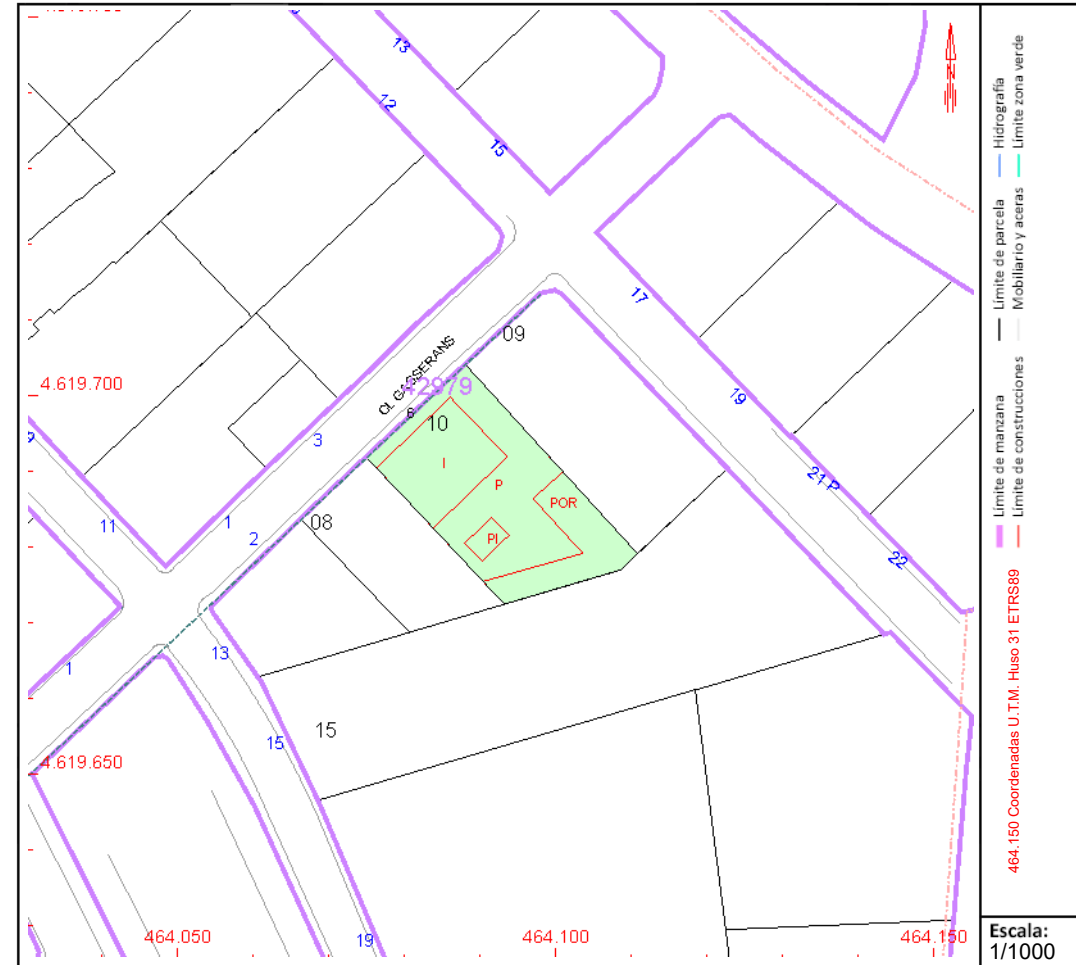 13
12
15
17
09
CL GASSERANS
42979
4.619.700
6
10
19
3
I
P
21 P
POR
11
1
08
2
PI
22
13
1
15
15
4.619.650
19
464.050
464.100
464.150
Hidrografía
Límite zona verde
Límite de parcela
Mobiliario y aceras
Límite de manzana
Límite de construcciones
464.150 Coordenadas U.T.M. Huso 31 ETRS89
Escala:
1/1000